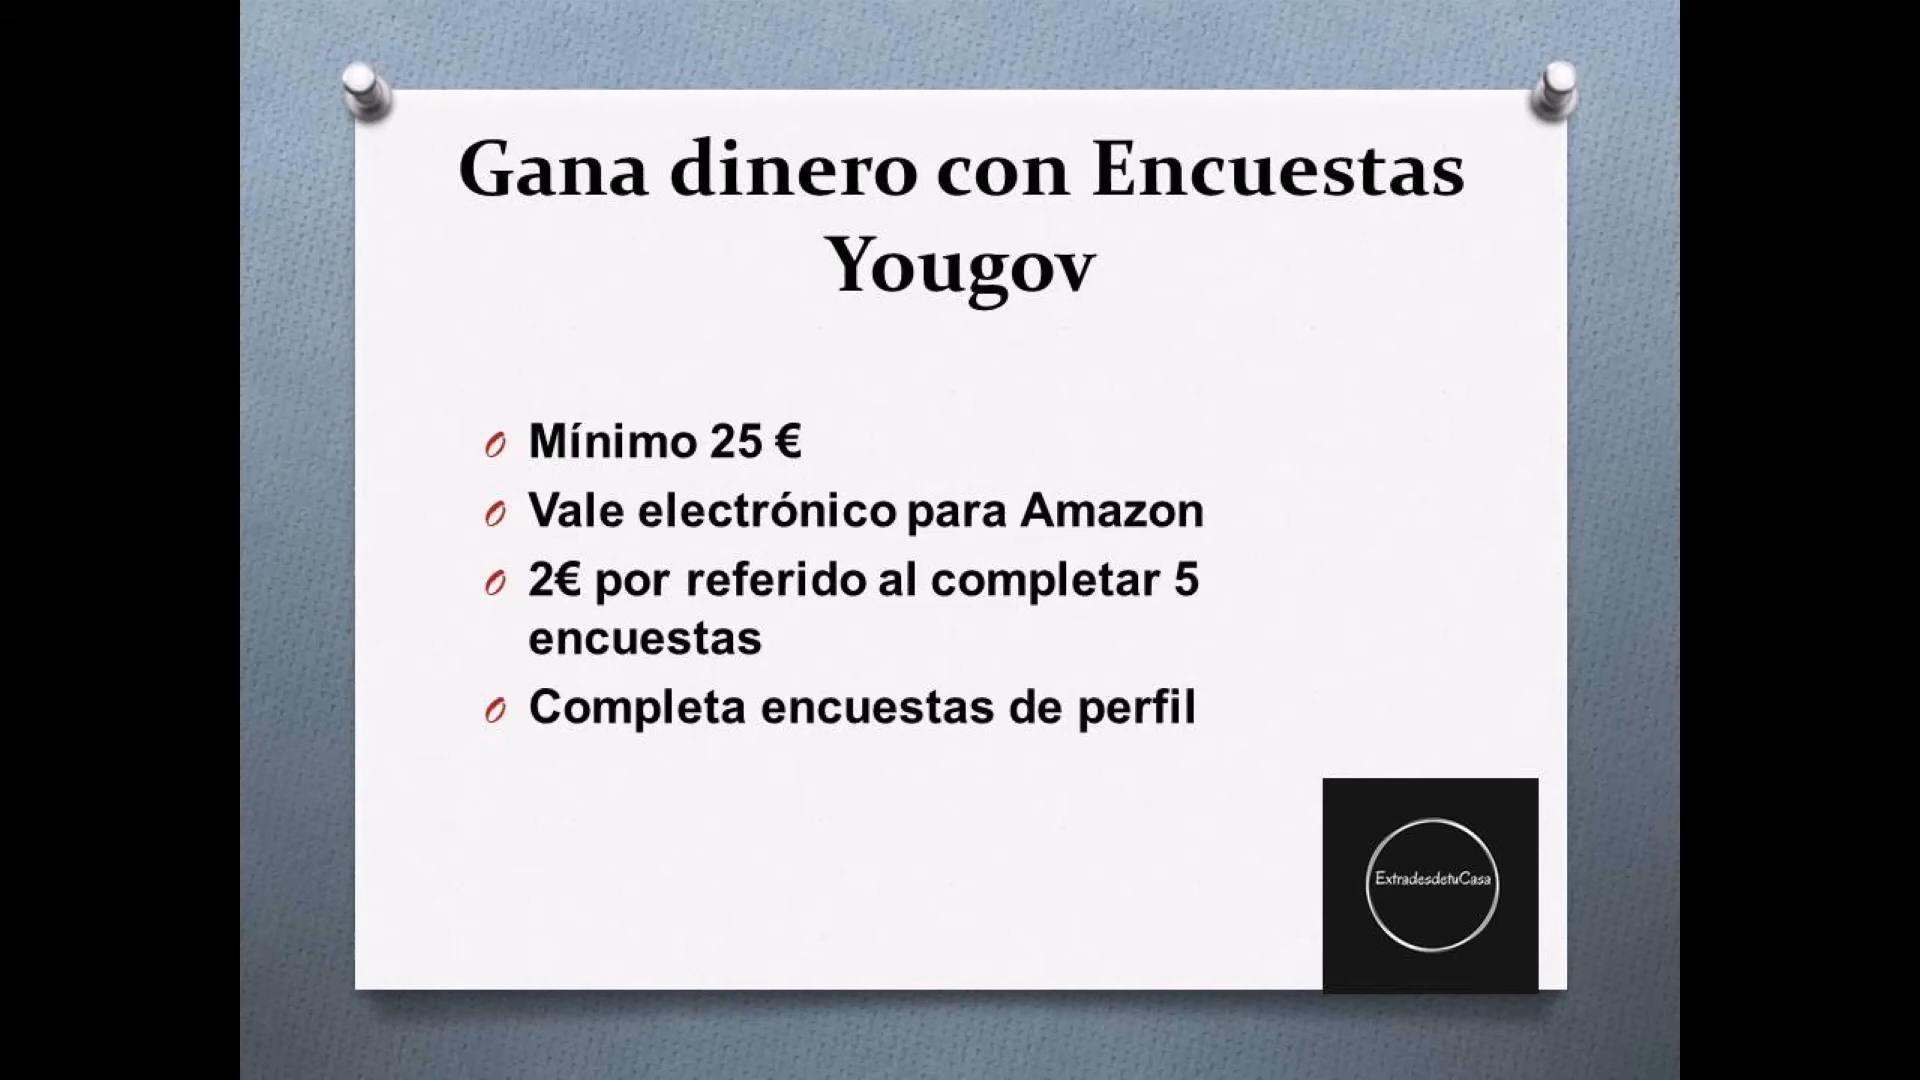 Gana dinero con Encuestas
Yougov
Mínimo 25 €
Vale electrónico para Amazon
2€ por referido al completar 5
encuestas
Completa encuestas de perfil
ExtradesdetuCasa